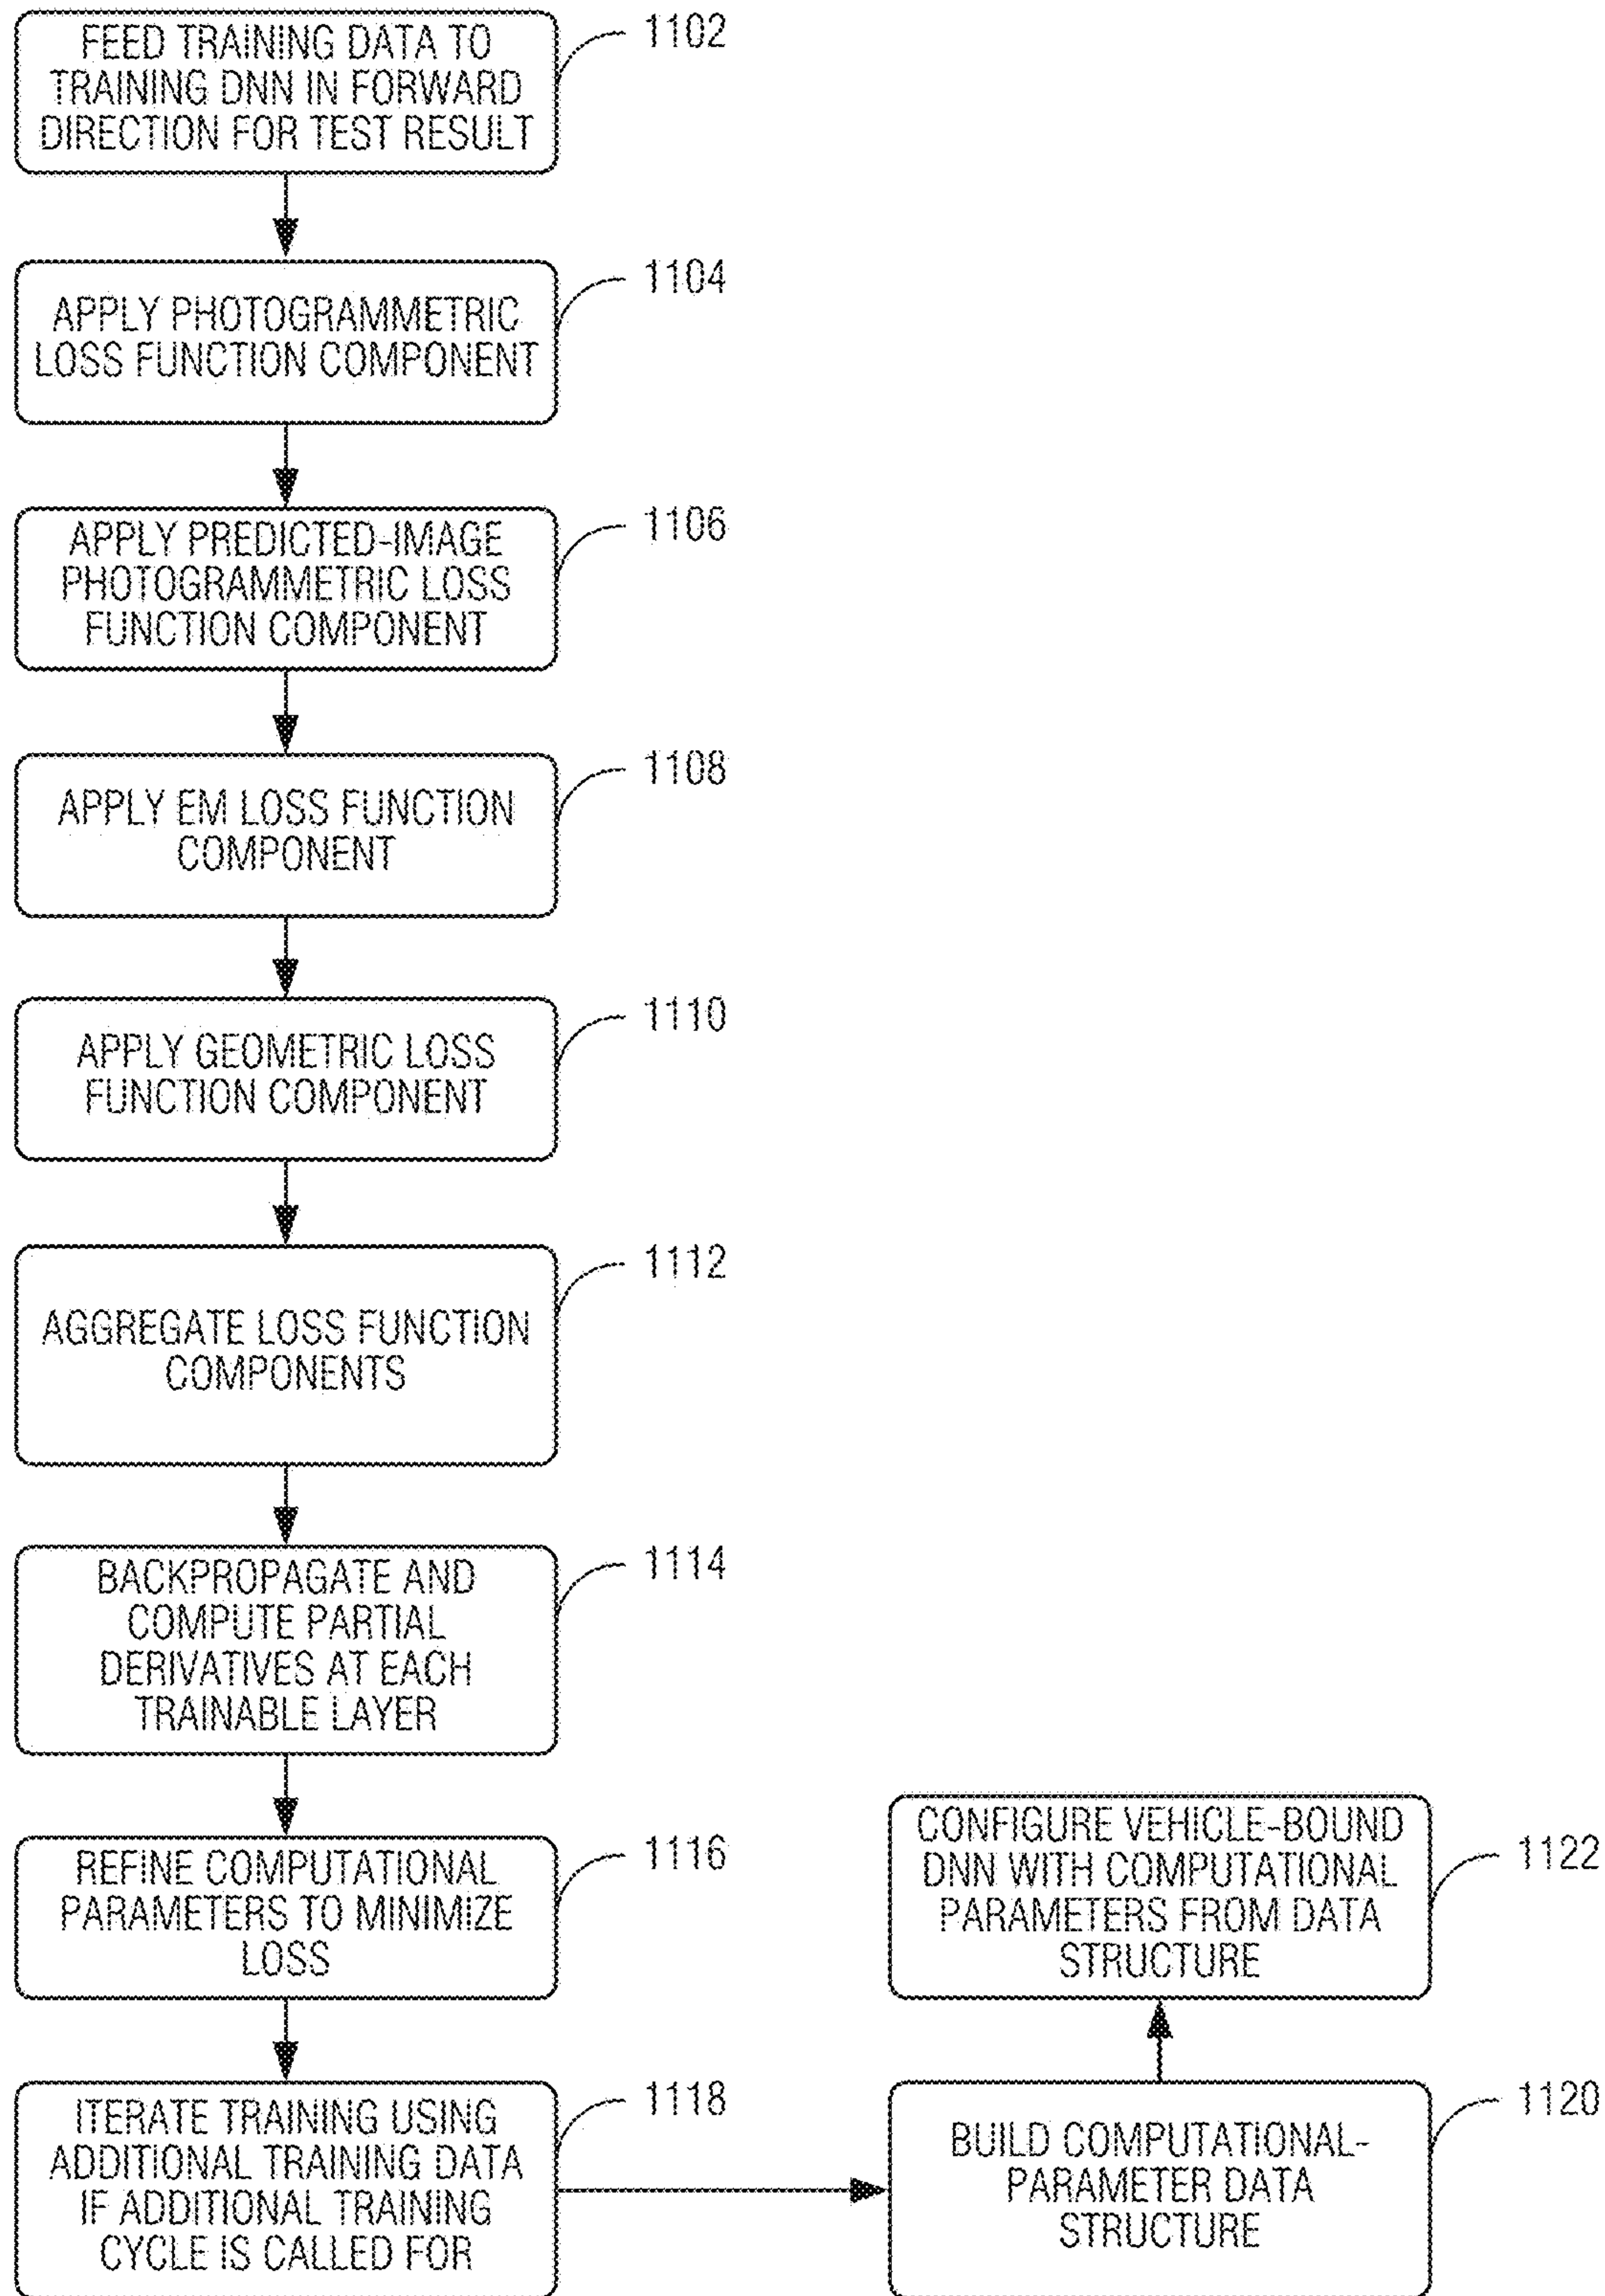 FEED TRAINING DATA TO
TRAINING DNN IN FORWARD
DIRECTION FOR TEST RESULT
1102
APPLY PHOTOGRAMMETRIC
LOSS FUNCTION COMPONENT
1104
APPLY PREDICTED-IMAGE
PHOTOGRAMMETRIC LOSS
FUNCTION COMPONENT
1106
APPLY EM LOSS FUNCTION
COMPONENT
1108
APPLY GEOMETRIC LOSS
FUNCTION COMPONENT
1110
AGGREGATE LOSS FUNCTION
COMPONENTS
1112
BACKPROPAGATE AND
COMPUTE PARTIAL
DERIVATIVES AT EACH
TRAINABLE LAYER
1114
REFINE COMPUTATIONAL
PARAMETERS TO MINIMIZE
LOSS
1116
ITERATE TRAINING USING
ADDITIONAL TRAINING DATA
IF ADDITIONAL TRAINING
CYCLE IS CALLED FOR
1118
BUILD COMPUTATIONAL-
PARAMETER DATA
STRUCTURE
1120
CONFIGURE VEHICLE-BOUND
DNN WITH COMPUTATIONAL
PARAMETERS FROM DATA
STRUCTURE
1122